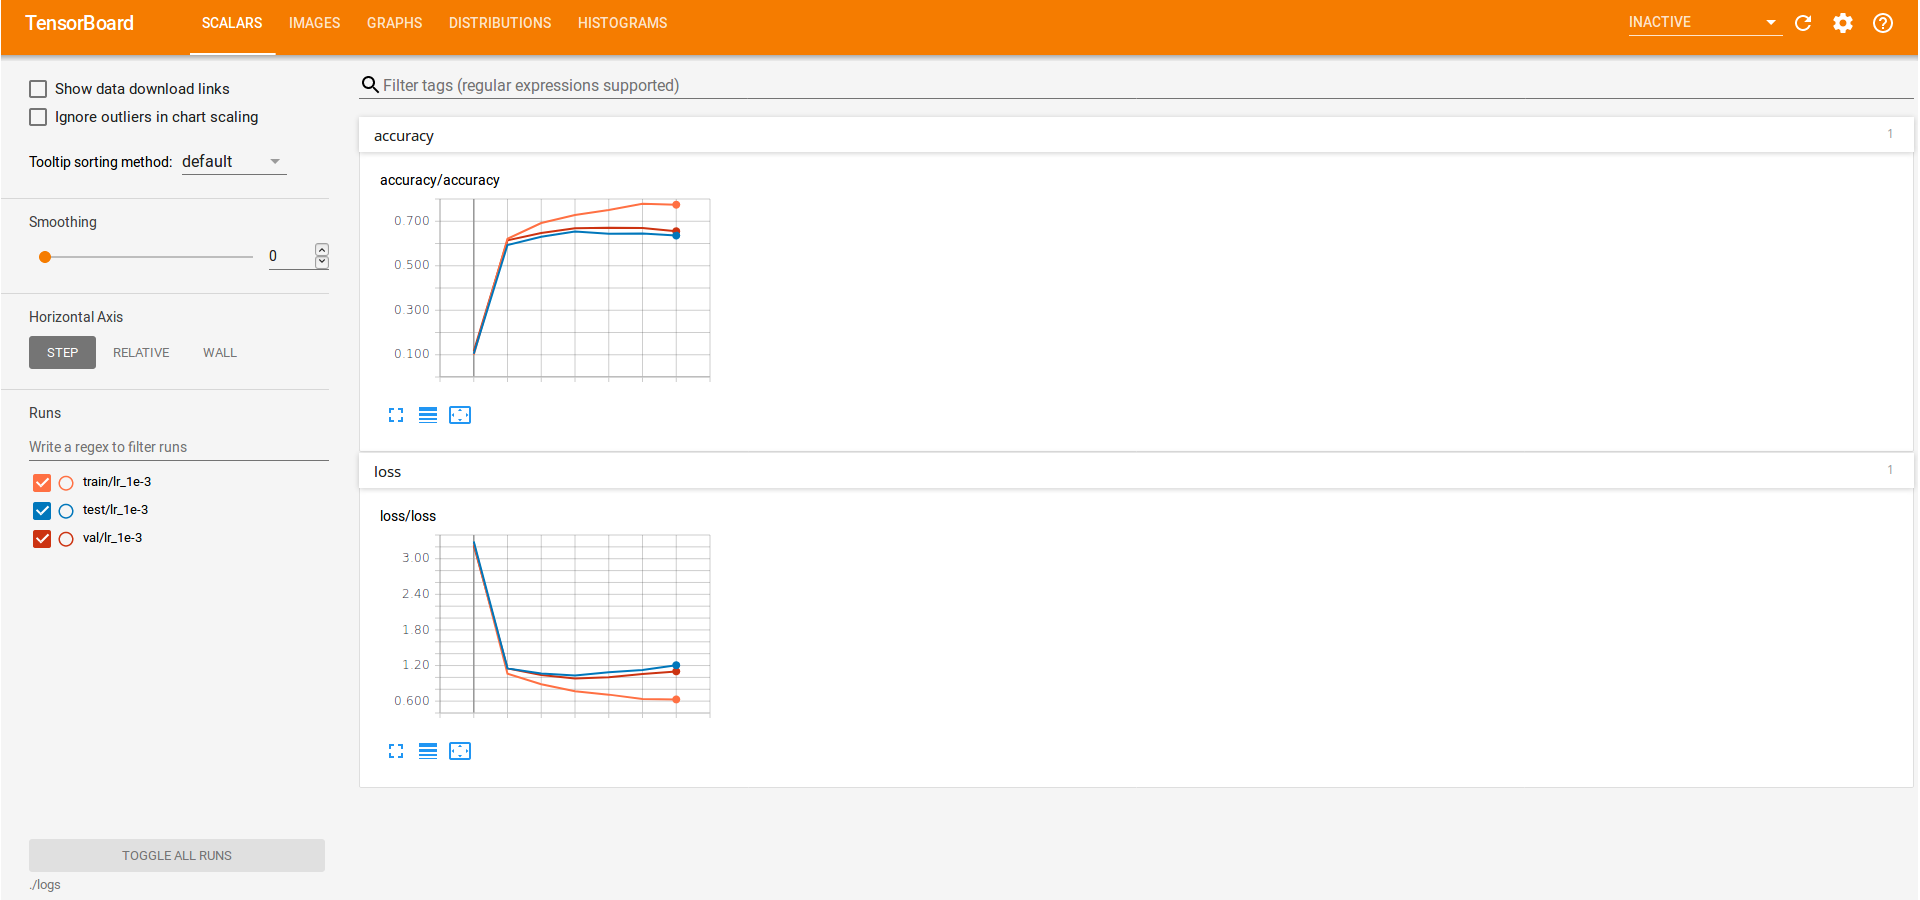 TensorBoard
SCALARS IMAGES GRAPHS DISTRIBUTIONS HISTOGRAMS
INACTIVE
Show data download links
Ignore outliers in chart scaling
Tooltip sorting method: default
Smoothing
0
Horizontal Axis
STEP RELATIVE WALL
Runs
Write a regex to filter runs
train/lr_1e-3
test/lr_1e-3
val/lr_1e-3
TOGGLE ALL RUNS
./logs
Filter tags (regular expressions supported)
accuracy 1
accuracy/accuracy
0.700
0.500
0.300
0.100
loss 1
loss/loss
3.00
2.40
1.80
1.20
0.600